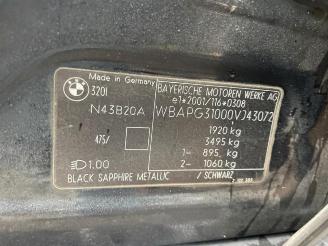 Made in Germany
BAYERISCHE MOTOREN WERKE AG
320I
e1*2001/116*0308
N43B20A
WBAPG31000VJ43072
1920 kg
475/
3495 kg
1- 895 kg
1.00
2- 1060 kg
BLACK SAPPHIRE METALLIC / SCHWARZ